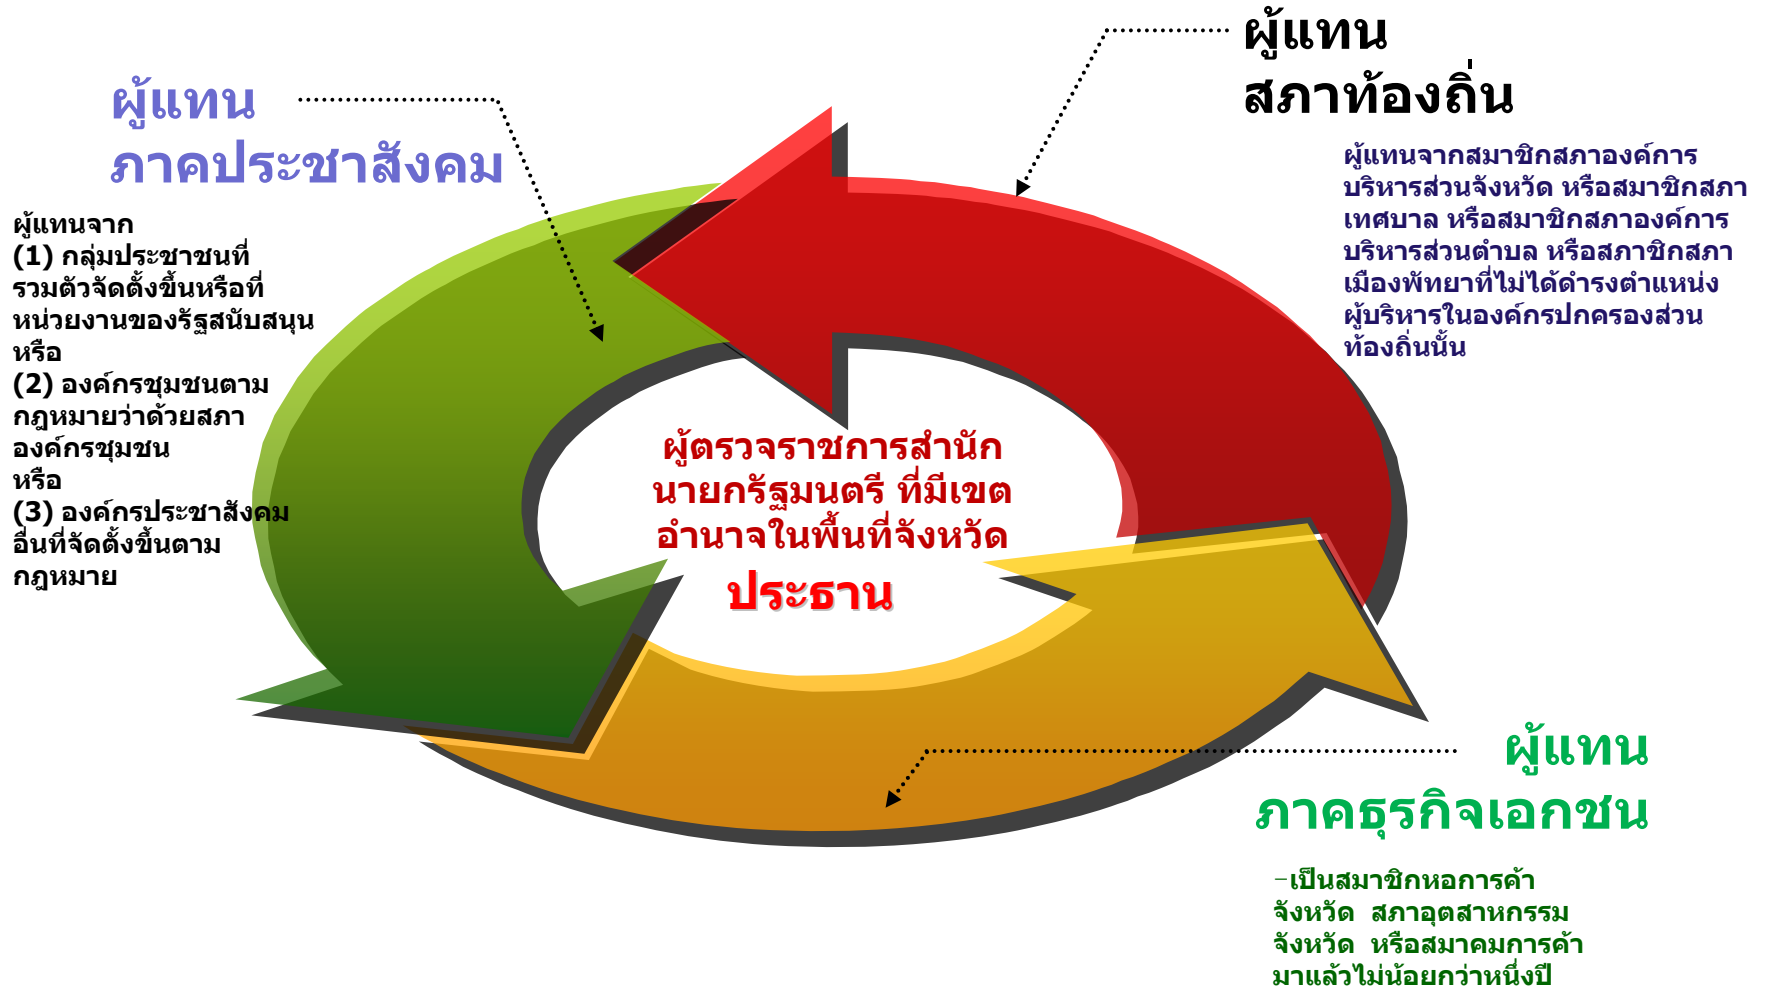 ผู้แทน
สภาท้องถิ่น
ผู้แทนจากสมาชิกสภาองค์การ
บริหารส่วนจังหวัด หรือสมาชิกสภา
เทศบาล หรือสมาชิกสภาองค์การ
บริหารส่วนตำบล หรือสภาชิกสภา
เมืองพัทยาที่ไม่ได้ดำรงตำแหน่ง
ผู้บริหารในองค์กรปกครองส่วน
ท้องถิ่นนั้น
ผู้แทน
ภาคประชาสังคม
ผู้แทนจาก
(1) กลุ่มประชาชนที่
รวมตัวจัดตั้งขึ้นหรือที่
หน่วยงานของรัฐสนับสนุน
หรือ
(2) องค์กรชุมชนตาม
กฎหมายว่าด้วยสภา
องค์กรชุมชน
หรือ
(3) องค์กรประชาสังคม
อื่นที่จัดตั้งขึ้นตาม
กฎหมาย
ผู้ตรวจราชการสำนัก
นายกรัฐมนตรี ที่มีเขต
อำนาจในพื้นที่จังหวัด
ประธาน
ผู้แทน
ภาคธุรกิจเอกชน
-เป็นสมาชิกหอการค้า
จังหวัด สภาอุตสาหกรรม
จังหวัด หรือสมาคมการค้า
มาแล้วไม่น้อยกว่าหนึ่งปี